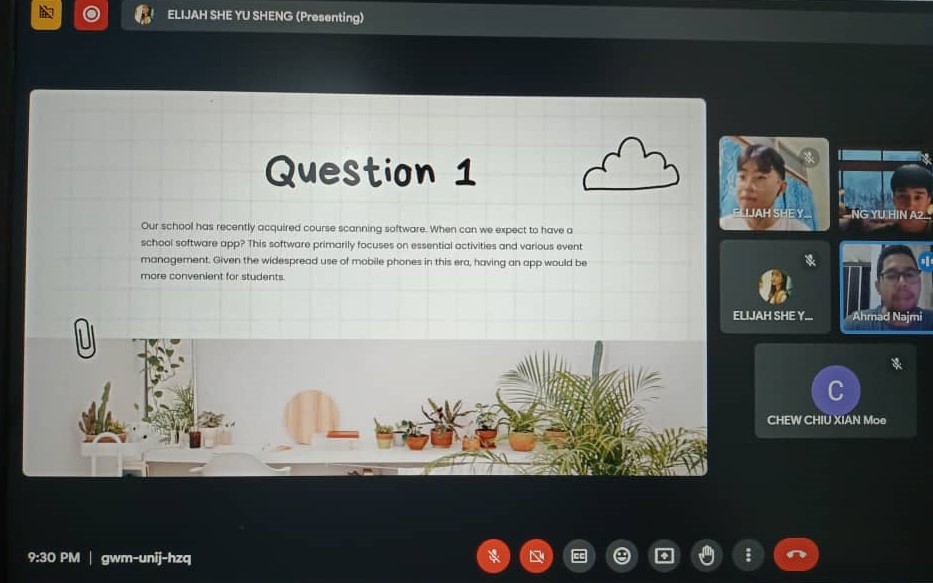 ELIJAH SHE YU SHENG (Presenting)
Question 1
Our school has recently acquired course scanning software. When can we expect to have a
school software app? This software primarily focuses on essential activities and various event
management. Given the widespread use of mobile phones in this era, having an app would be
more convenient for students.
ELIJAH SHE Y...
NG YU HIN A2...
ELIJAH SHE Y...
Ahmad Najmi
C
CHEW CHIU XIAN Moe
9:30 PM | gwm-unij-hzq
CC